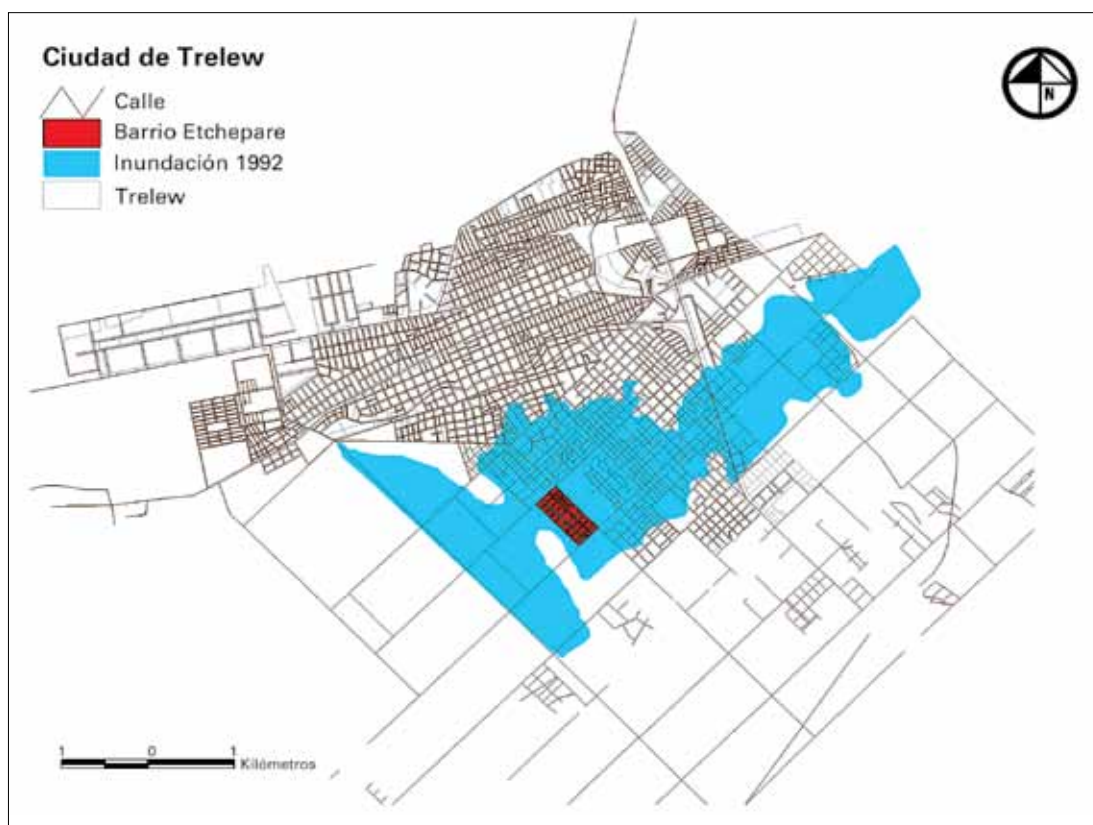 Ciudad de Trelew
Calle
Barrio Etchepare
Inundación 1992
Trelew
N
1 0 1
Kilómetros